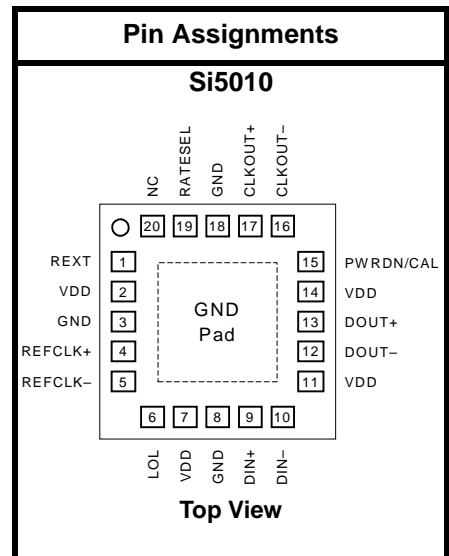 Pin Assignments
Si5010
NC
RATESEL
GND
CLKOUT+
CLKOUT–
20 19 18 17 16
REXT 1
VDD 2
GND 3
REFCLK+ 4
REFCLK– 5
GND
Pad
15 PWRDN/CAL
14 VDD
13 DOUT+
12 DOUT–
11 VDD
6 7 8 9 10
LOL
VDD
GND
DIN+
DIN–
Top View